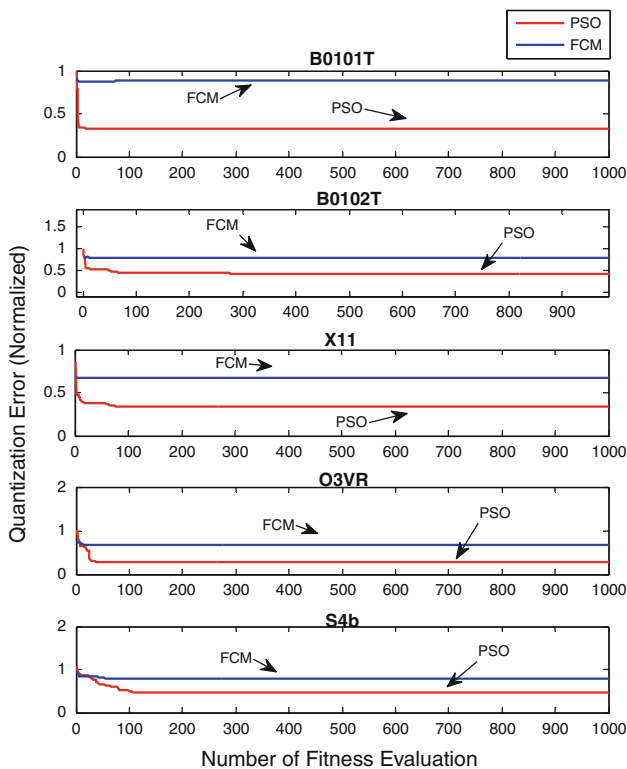 PSO
FCM
B0101T
1
0.5
0
FCM
PSO
0 100 200 300 400 500 600 700 800 900 1000
B0102T
1.5
1
0.5
0
FCM
PSO
0 100 200 300 400 500 600 700 800 900
X11
1
0.5
0
FCM
PSO
0 100 200 300 400 500 600 700 800 900 1000
O3VR
2
1
0
FCM
PSO
0 100 200 300 400 500 600 700 800 900 1000
S4b
2
1
0
FCM
PSO
0 100 200 300 400 500 600 700 800 900 1000
Quantization Error (Normalized)
Number of Fitness Evaluation